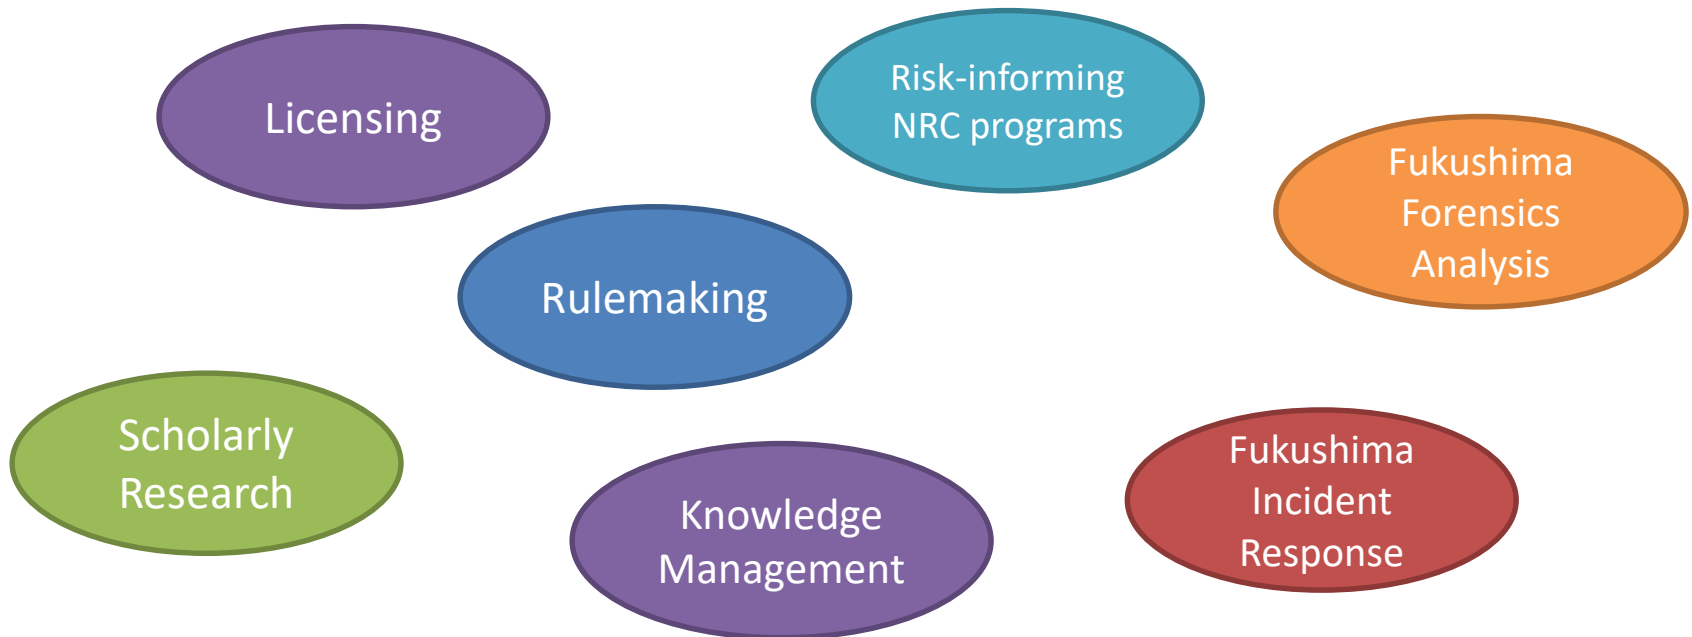 Licensing
Risk-informing
NRC programs
Fukushima
Forensics
Analysis
Rulemaking
Scholarly
Research
Knowledge
Management
Fukushima
Incident
Response